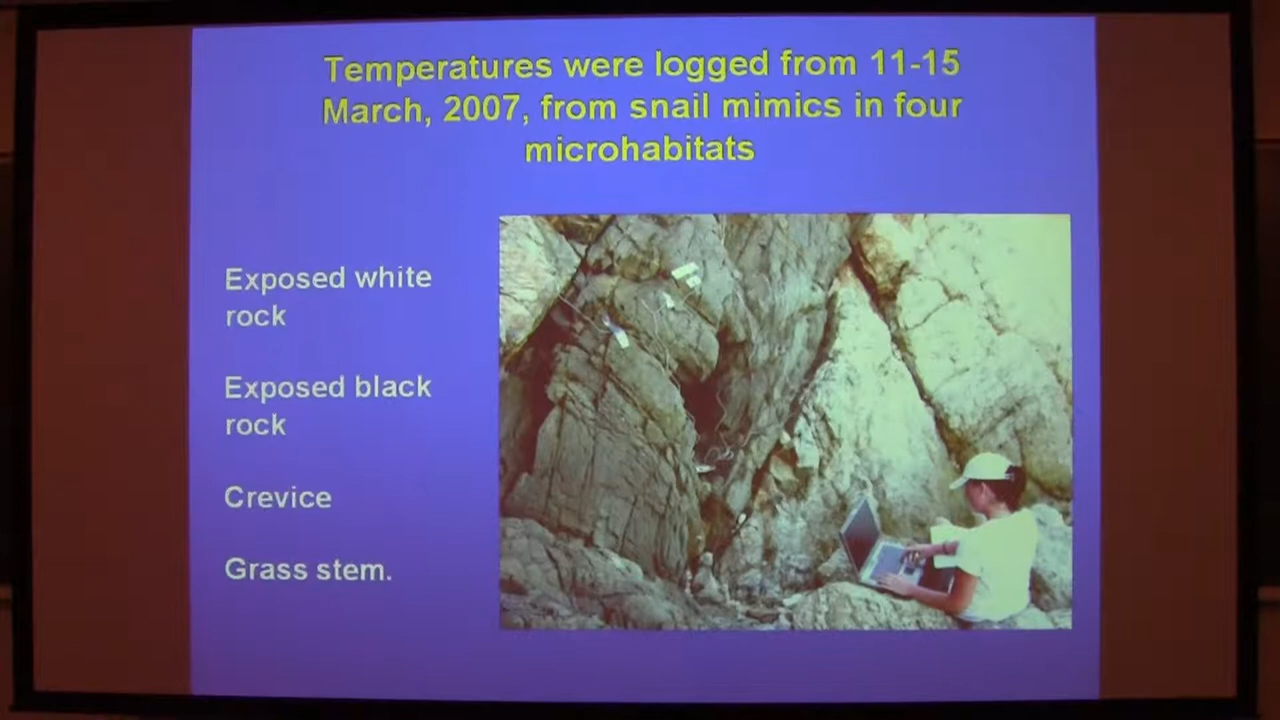 Temperatures were logged from 11-15
March, 2007, from snail mimics in four
microhabitats
Exposed white
rock
Exposed black
rock
Crevice
Grass stem.